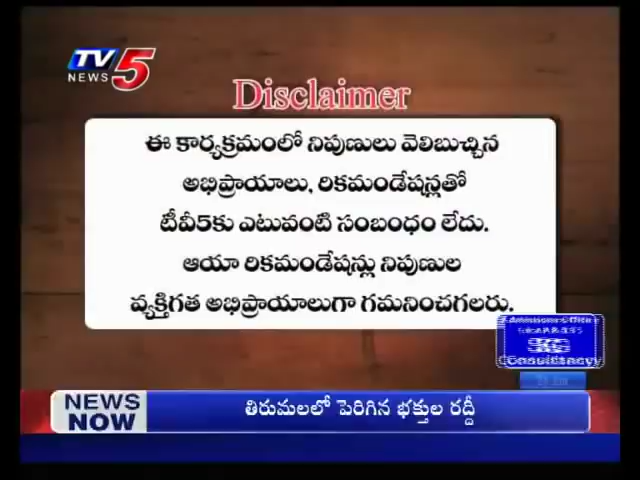 TV5
NEWS
Disclaimer
ఈ కార్యక్రమంలో నిపుణులు వెలిబుచ్చిన
అభిప్రాయాలు, రికమండేషన్లతో
టీవీ5కు ఎటువంటి సంబంధం లేదు.
ఆయా రికమండేషన్లు నిపుణుల
వ్యక్తిగత అభిప్రాయాలుగా గమనించగలరు.
Consultancy
NEWS
NOW
తిరుమలలో పెరిగిన భక్తుల రద్దీ